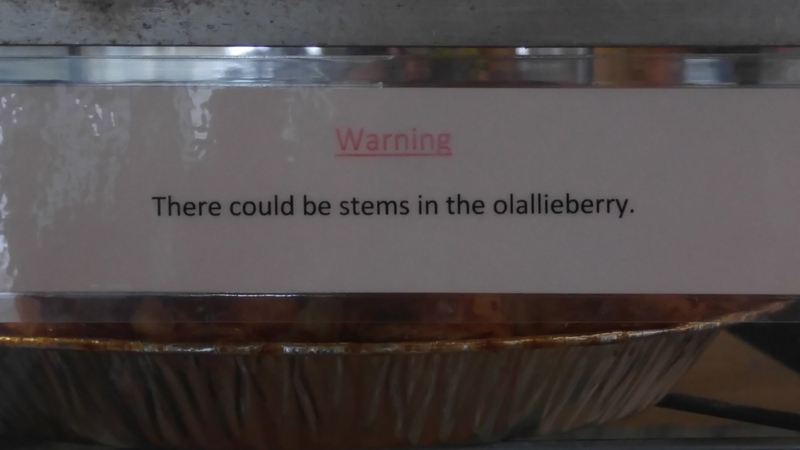 Warning
There could be stems in the olallieberry.